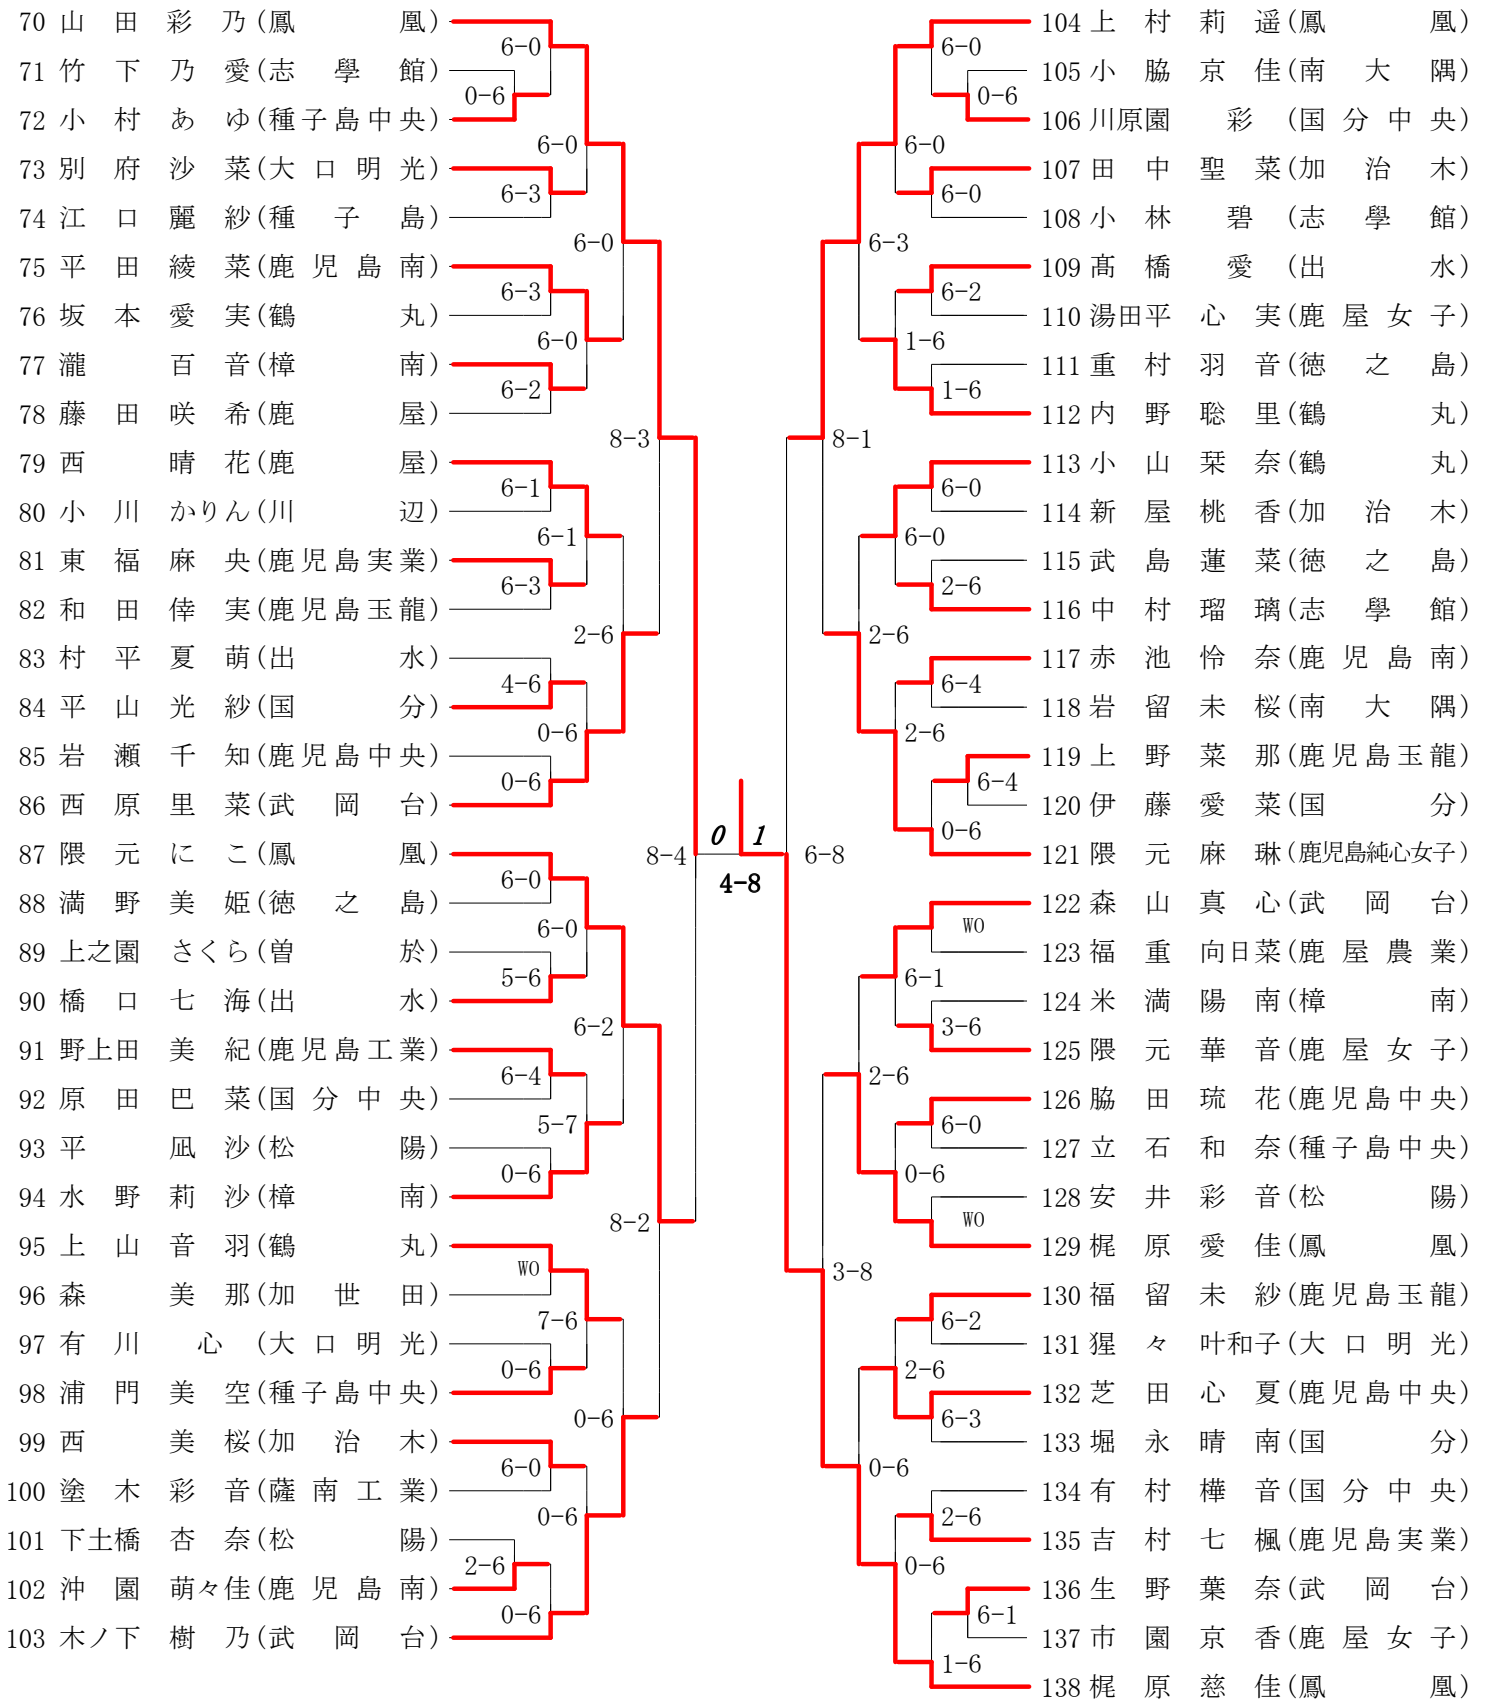 70 山田彩乃(鳳凰)
71 竹下乃愛(志學館)
72 小村あゆ(種子島中央)
73 別府沙菜(大口明光)
74 江口麗紗(種子島)
75 平田綾菜(鹿児島南)
76 坂本愛実(鶴丸)
77 瀧百音(樟南)
78 藤田咲希(鹿屋)
79 西晴花(鹿屋)
80 小川かりん(川辺)
81 東福麻央(鹿児島実業)
82 和田倖実(鹿児島玉龍)
83 村平夏萌(出水)
84 平山光紗(国分)
85 岩瀬千知(鹿児島中央)
86 西原里菜(武岡台)
87 隈元にこ(鳳凰)
88 満野美姫(徳之島)
89 上之園さくら(曽於)
90 橋口七海(出水)
91 野上田美紀(鹿児島工業)
92 原田巴菜(国分中央)
93 平凪沙(松陽)
94 水野莉沙(樟南)
95 上山音羽(鶴丸)
96 森美那(加世田)
97 有川心(大口明光)
98 浦門美空(種子島中央)
99 西美桜(加治木)
100 塗木彩音(薩南工業)
101 下土橋杏奈(松陽)
102 沖園萌々佳(鹿児島南)
103 木ノ下樹乃(武岡台)
6-0
0-6
6-0
6-3
6-0
6-3
6-0
6-2
8-3
6-1
6-1
6-3
2-6
4-6
0-6
0-6
8-4
6-0
6-0
5-6
6-2
6-4
5-7
0-6
8-2
WO
7-6
0-6
0-6
6-0
0-6
2-6
0-6
0 1
4-8
104 上村莉遥(鳳凰)
105 小脇京佳(南大隅)
106 川原園彩(国分中央)
107 田中聖菜(加治木)
108 小林碧(志學館)
109 髙橋愛(出水)
110 湯田平心実(鹿屋女子)
111 重村羽音(徳之島)
112 内野聡里(鶴丸)
113 小山栞奈(鶴丸)
114 新屋桃香(加治木)
115 武島蓮菜(徳之島)
116 中村瑠璃(志學館)
117 赤池怜奈(鹿児島南)
118 岩留未桜(南大隅)
119 上野菜那(鹿児島玉龍)
120 伊藤愛菜(国分)
121 隈元麻琳(鹿児島純心女子)
122 森山真心(武岡台)
123 福重向日菜(鹿屋農業)
124 米満陽南(樟南)
125 隈元華音(鹿屋女子)
126 脇田琉花(鹿児島中央)
127 立石和奈(種子島中央)
128 安井彩音(松陽)
129 梶原愛佳(鳳凰)
130 福留未紗(鹿児島玉龍)
131 猩々叶和子(大口明光)
132 芝田心夏(鹿児島中央)
133 堀永晴南(国分)
134 有村樺音(国分中央)
135 吉村七楓(鹿児島実業)
136 生野葉奈(武岡台)
137 市園京香(鹿屋女子)
138 梶原慈佳(鳳凰)
6-0
0-6
6-0
6-0
6-3
6-2
1-6
1-6
8-1
6-0
6-0
2-6
2-6
6-4
2-6
6-4
0-6
6-8
WO
6-1
3-6
2-6
6-0
0-6
WO
3-8
6-2
2-6
6-3
0-6
2-6
0-6
6-1
1-6